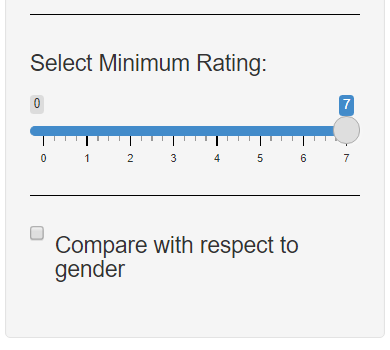 Select Minimum Rating:
0 7
0 1 2 3 4 5 6 7
Compare with respect to
gender